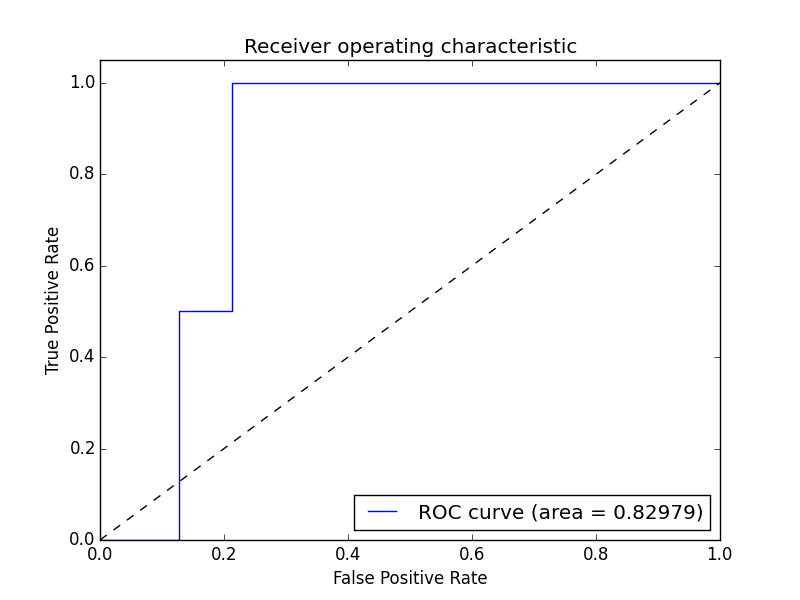 Receiver operating characteristic
1.0
0.8
0.6
0.4
0.2
0.0
True Positive Rate
ROC curve (area = 0.82979)
0.0 0.2 0.4 0.6 0.8 1.0
False Positive Rate